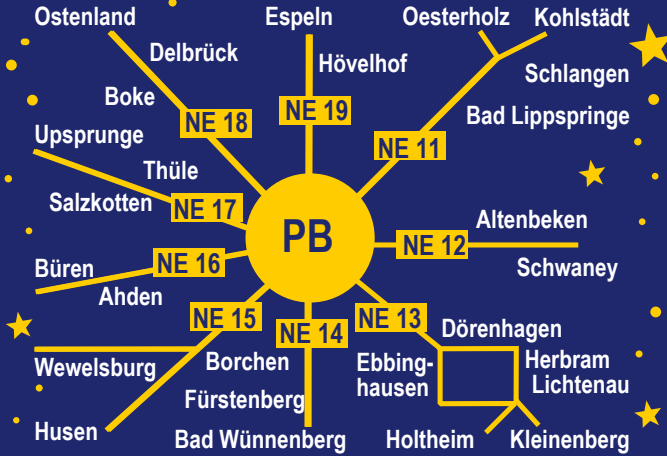 Ostenland
Espeln
Oesterholz
Kohlstädt
Delbrück
Hövelhof
Schlangen
Boke
NE 19
Bad Lippspringe
NE 18
Upsprunge
NE 11
Thüle
Salzkotten
NE 17
PB
Altenbeken
NE 12
Büren
NE 16
Schwaney
Ahden
NE 15
NE 14
NE 13
Dörenhagen
Wewelsburg
Borchen
Ebbing-
hausen
Herbram
Lichtenau
Fürstenberg
Husen
Bad Wünnenberg
Holtheim
Kleinenberg